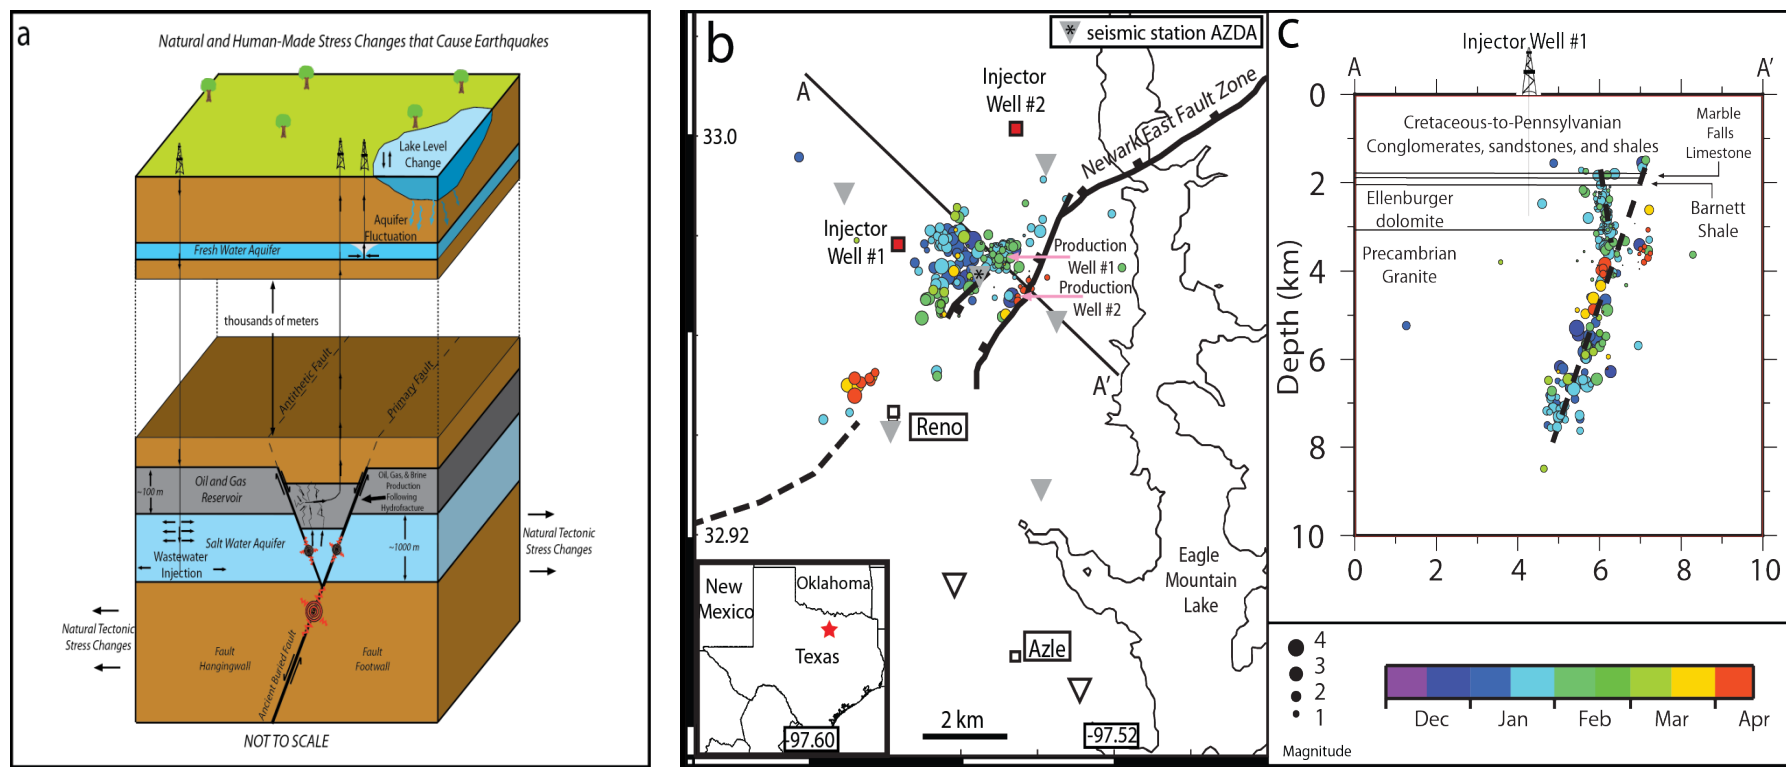 a
Natural and Human-Made Stress Changes that Cause Earthquakes
Lake Level
Change
Aquifer
Fluctuation
Fresh Water Aquifer
thousands of meters
Antithetic Fault
Primary Fault
Oil and Gas
Reservoir
~100 m
Oil, Gas, & Brine
Production
Following
Hydrofracture
Salt Water Aquifer
~1000 m
Wastewater
Injection
Natural Tectonic
Stress Changes
Natural Tectonic
Stress Changes
Fault
Hangingwall
Ancient Buried Fault
Fault
Footwall
NOT TO SCALE
b
* seismic station AZDA
A
Injector
Well #2
Newark East Fault Zone
33.0
Injector
Well #1
*
Production
Well #1
Production
Well #2
A'
Reno
32.92
Eagle
Mountain
Lake
Azle
2 km
-97.60
-97.52
New
Mexico
Oklahoma
Texas
c
Injector Well #1
A
A'
0
2
4
6
8
10
Depth (km)
Cretaceous-to-Pennsylvanian
Conglomerates, sandstones, and shales
Marble
Falls
Limestone
Ellenburger
dolomite
Barnett
Shale
Precambrian
Granite
0
2
4
6
8
10
4
3
2
1
Magnitude
Dec
Jan
Feb
Mar
Apr